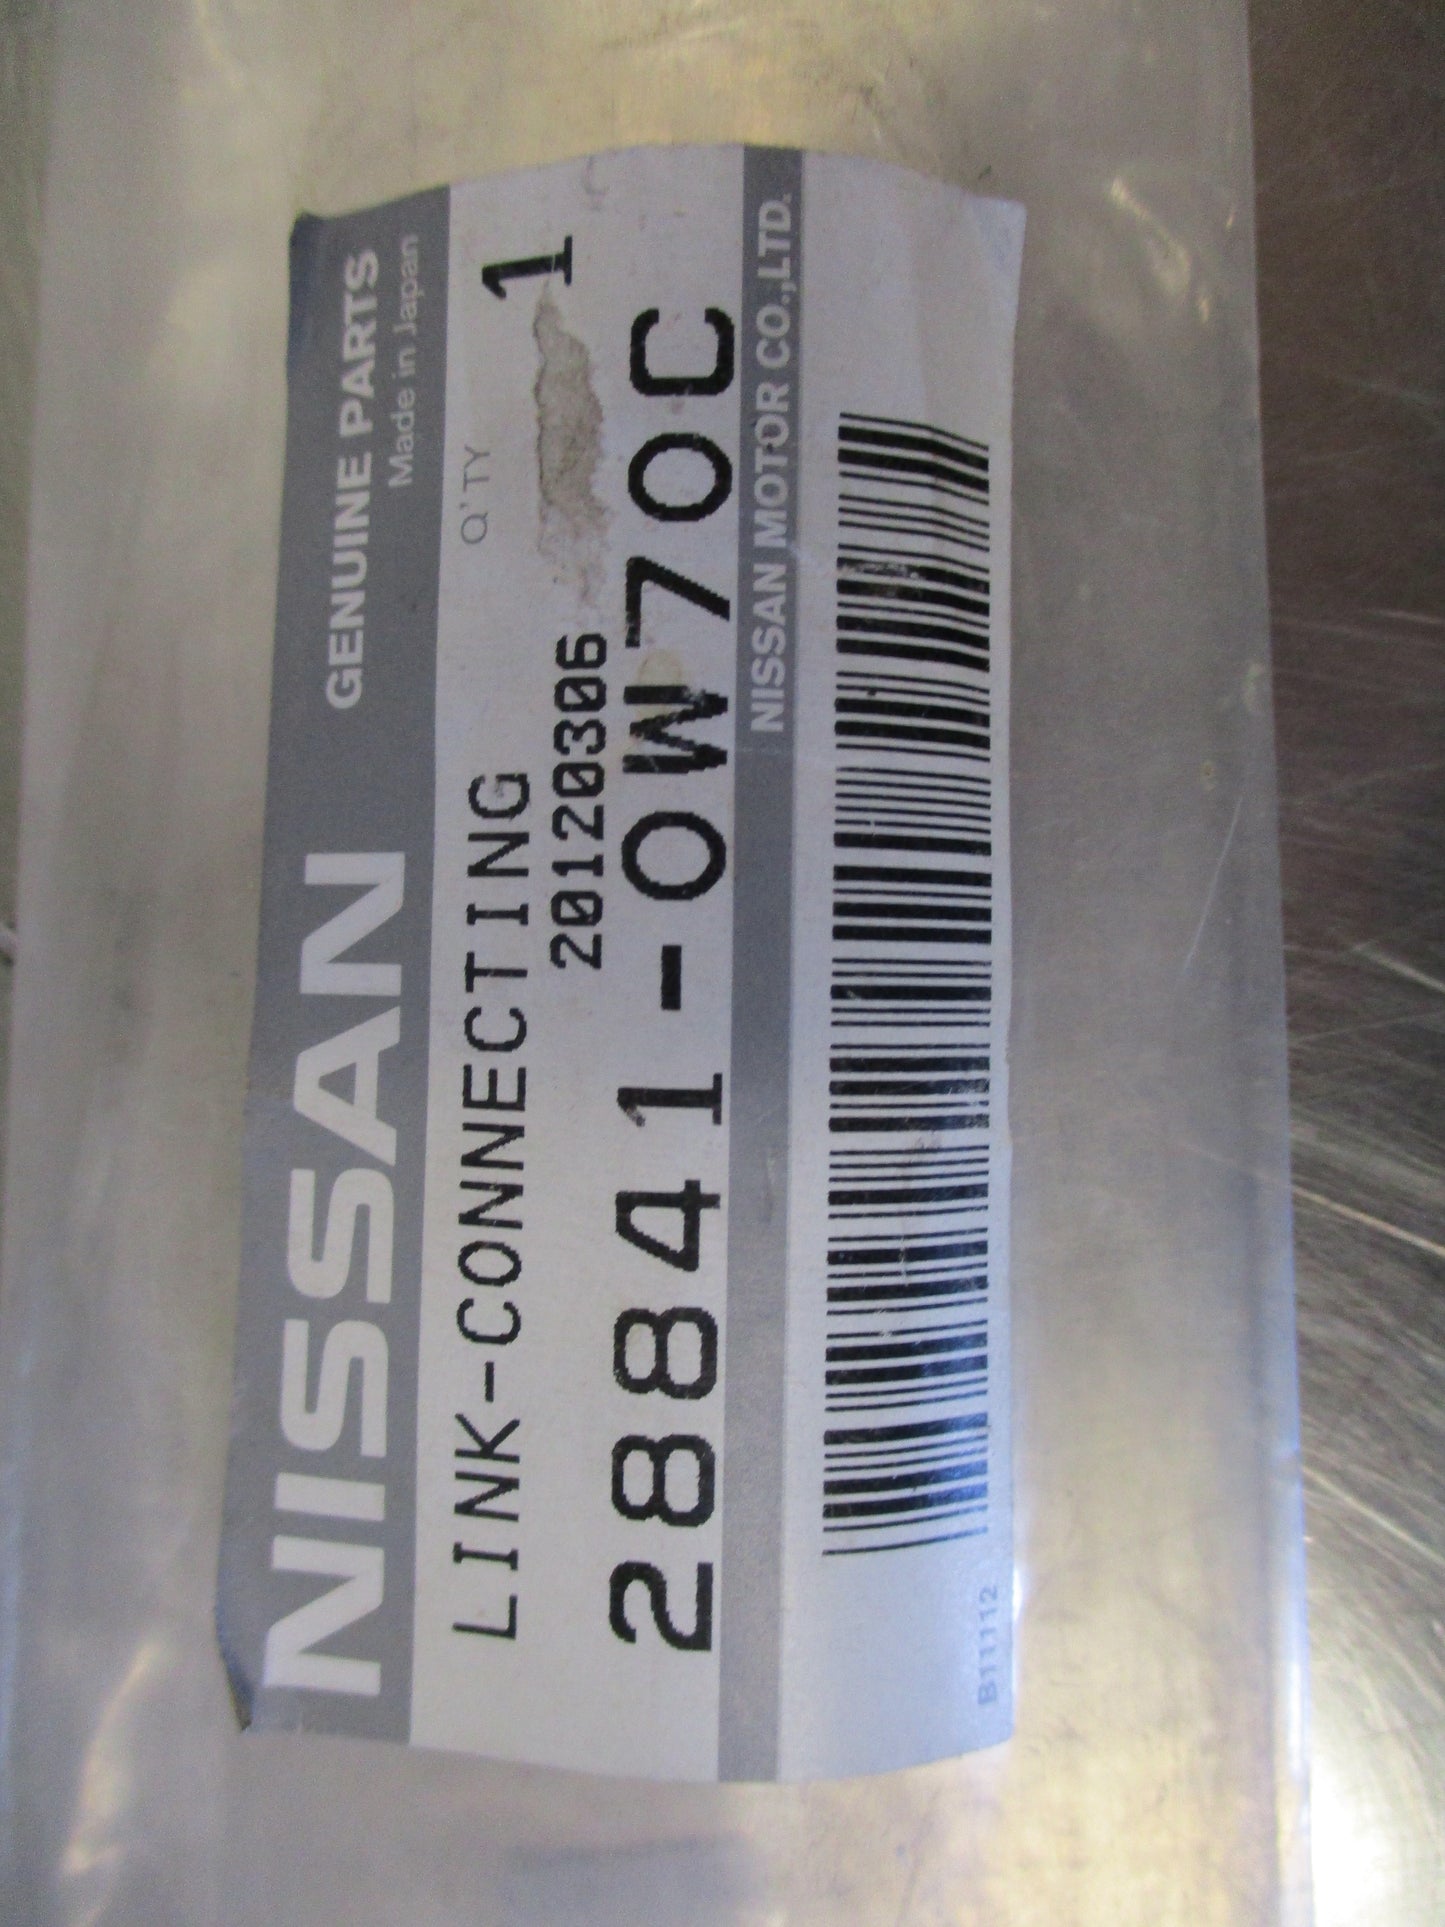 NISSAN GENUINE PARTS
Made in Japan
Q'TY
LINK-CONNECTING 1
20120306
28841-0W70C
NISSAN MOTOR CO.,LTD.
B11112